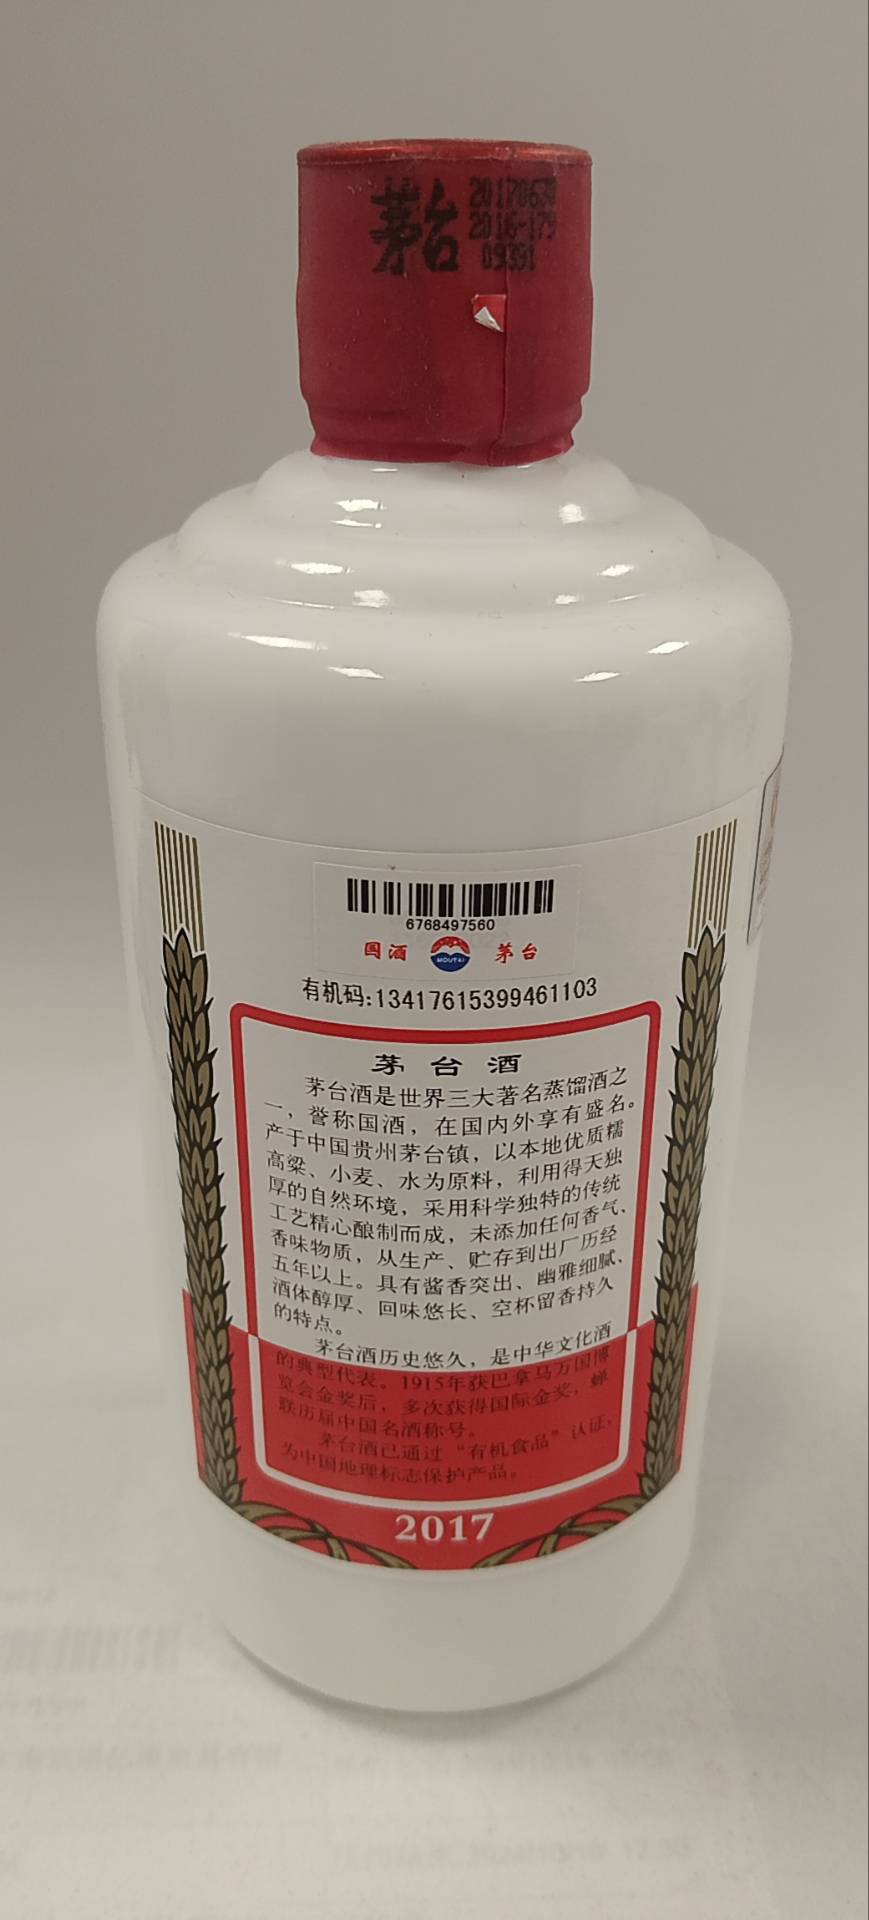 茅台
20170630
2016-179
09391
6768497560
国酒 MOUTAI 茅台
有机码:13417615399461103
茅台酒
茅台酒是世界三大著名蒸馏酒之
一，誉称国酒，在国内外享有盛名。
产于中国贵州茅台镇，以本地优质糯
高粱、小麦、水为原料，利用得天独
厚的自然环境，采用科学独特的传统
工艺精心酿制而成，未添加任何香气、
香味物质，从生产、贮存到出厂历经
五年以上。具有酱香突出、幽雅细腻、
酒体醇厚、回味悠长、空杯留香持久
的特点。
茅台酒历史悠久，是中华文化酒
的典型代表。1915年获巴拿马万国博
览会金奖后，多次获得国际金奖，蝉
联历届中国名酒称号。
茅台酒已通过“有机食品”认证，
为中国地理标志保护产品。
2017